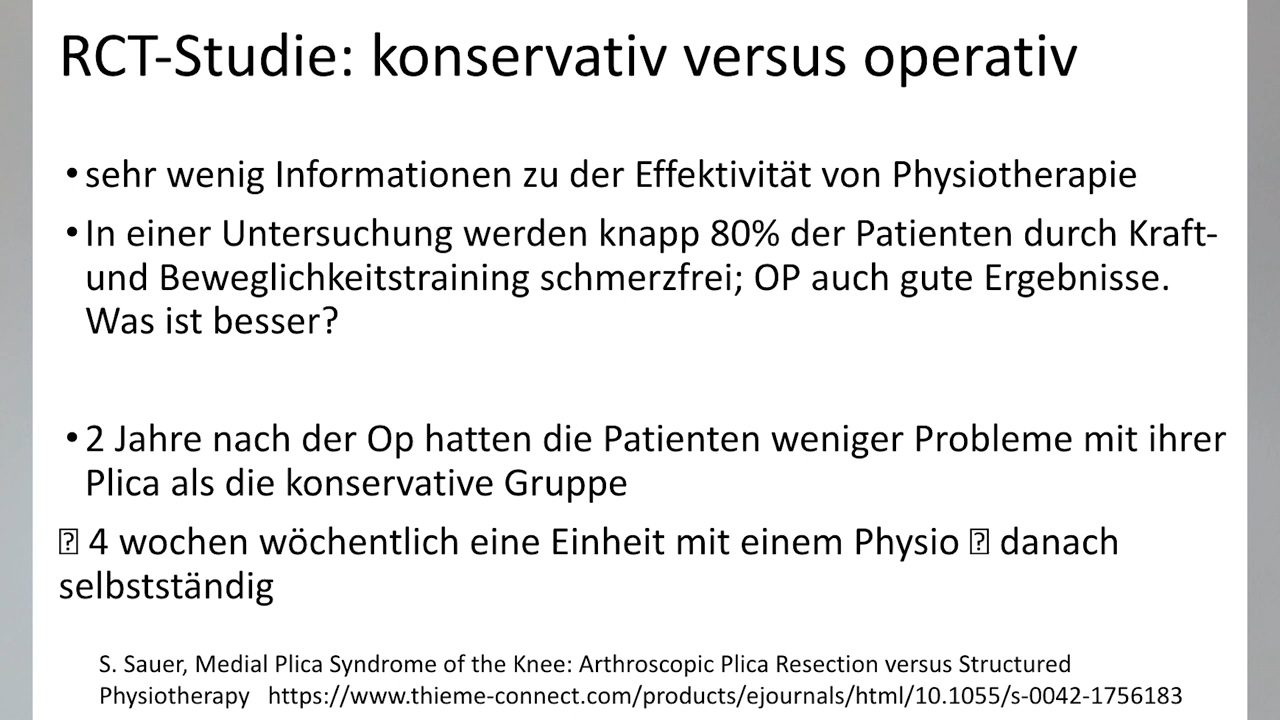 RCT-Studie: konservativ versus operativ
• sehr wenig Informationen zu der Effektivität von Physiotherapie
• In einer Untersuchung werden knapp 80% der Patienten durch Kraft-
und Beweglichkeitstraining schmerzfrei; OP auch gute Ergebnisse.
Was ist besser?
• 2 Jahre nach der Op hatten die Patienten weniger Probleme mit ihrer
Plica als die konservative Gruppe
⍰ 4 wochen wöchentlich eine Einheit mit einem Physio ⍰ danach
selbstständig
S. Sauer, Medial Plica Syndrome of the Knee: Arthroscopic Plica Resection versus Structured
Physiotherapy https://www.thieme-connect.com/products/ejournals/html/10.1055/s-0042-1756183